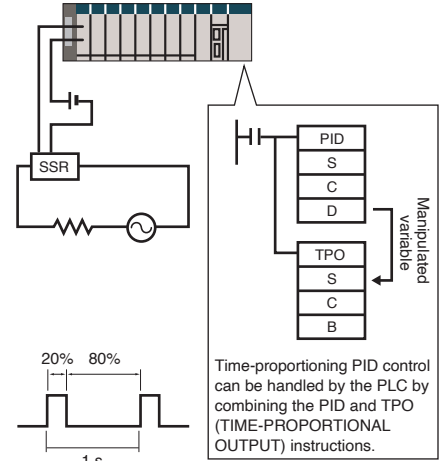 SSR
PID
S
C
D
Manipulated
variable
TPO
S
C
B
20% 80%
1 s
Time-proportioning PID control
can be handled by the PLC by
combining the PID and TPO
(TIME-PROPORTIONAL
OUTPUT) instructions.